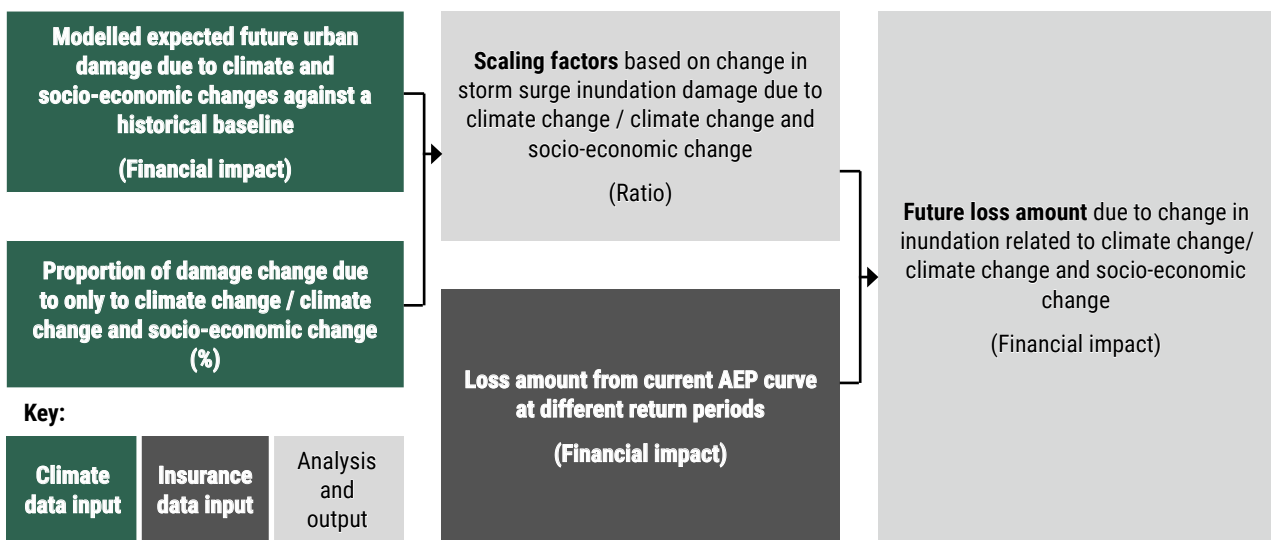 Modelled expected future urban
damage due to climate and
socio-economic changes against a
historical baseline
(Financial impact)
Proportion of damage change due
to only to climate change / climate
change and socio-economic change
(%)
Scaling factors based on change in
storm surge inundation damage due to
climate change / climate change and
socio-economic change
(Ratio)
Loss amount from current AEP curve
at different return periods
(Financial impact)
Future loss amount due to change in
inundation related to climate change/
climate change and socio-economic
change
(Financial impact)
Key:
Climate
data input
Insurance
data input
Analysis
and
output